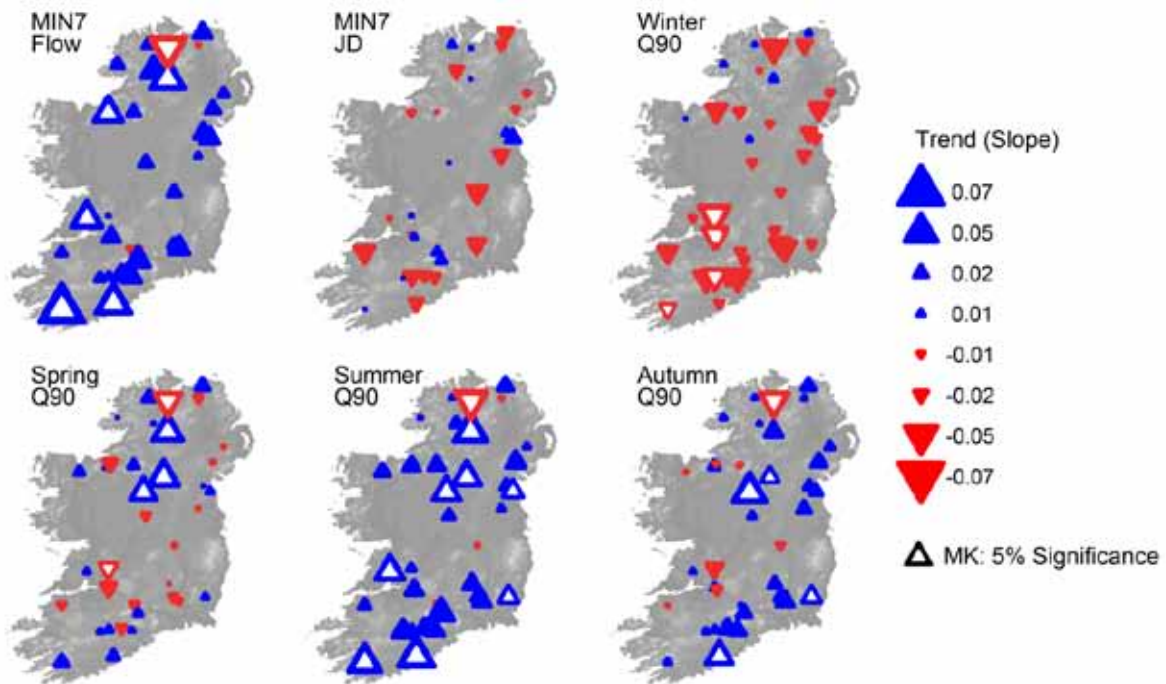 MIN7
Flow
MIN7
JD
Winter
Q90
Trend (Slope)
0.07
0.05
0.02
0.01
-0.01
-0.02
-0.05
-0.07
MK: 5% Significance
Spring
Q90
Summer
Q90
Autumn
Q90